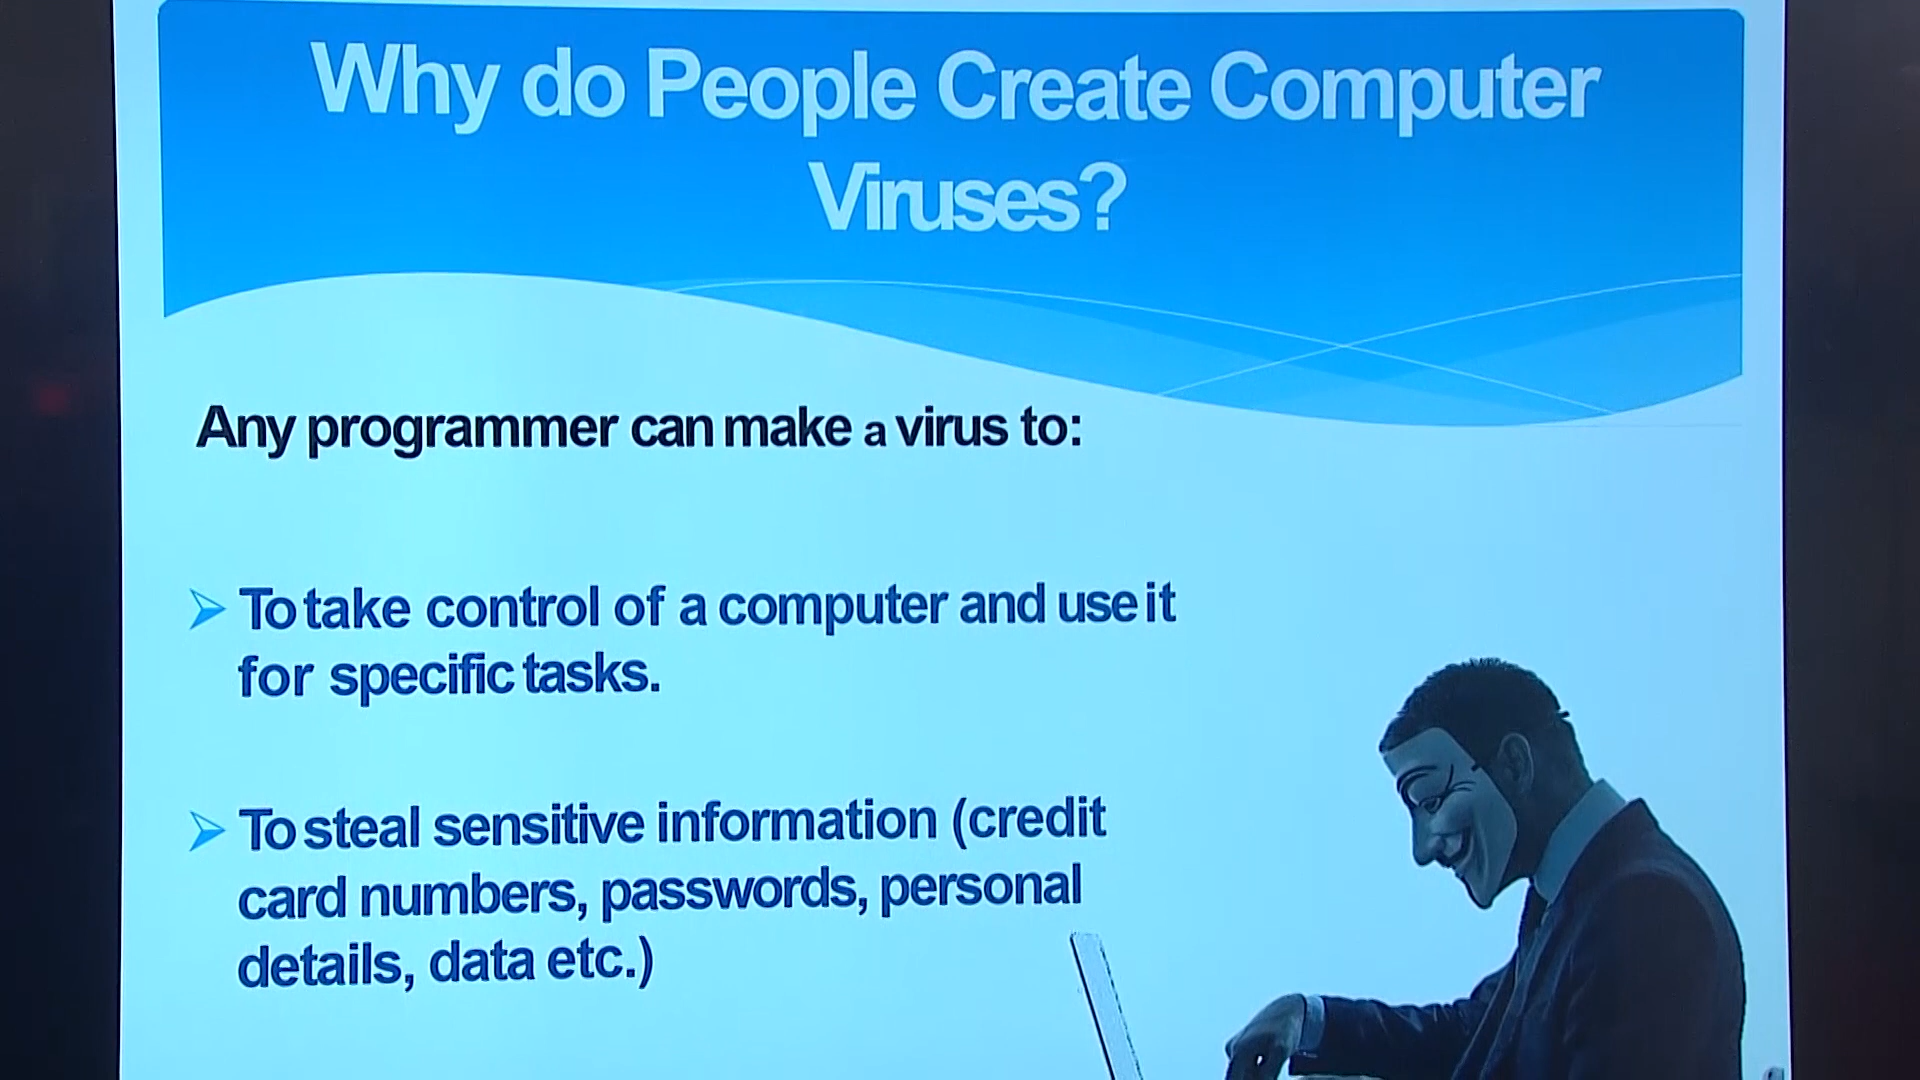 Why do People Create Computer
Viruses?
Any programmer can make a virus to:
To take control of a computer and use it
for specific tasks.
To steal sensitive information (credit
card numbers, passwords, personal
details, data etc.)